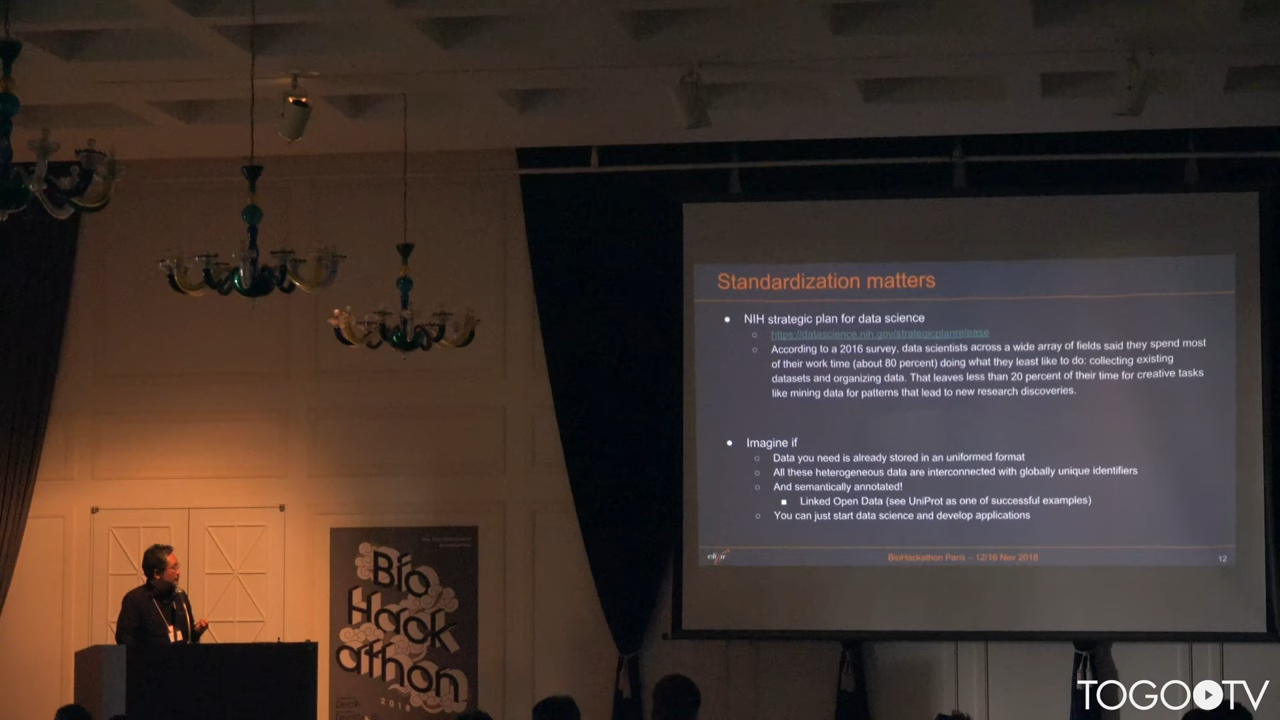 Standardization matters
NIH strategic plan for data science
https://datascience.nih.gov/strategicplanrelease
According to a 2016 survey, data scientists across a wide array of fields said they spend most
of their work time (about 80 percent) doing what they least like to do: collecting existing
datasets and organizing data. That leaves less than 20 percent of their time for creative tasks
like mining data for patterns that lead to new research discoveries.
Imagine if
Data you need is already stored in an uniformed format
All these heterogeneous data are interconnected with globally unique identifiers
And semantically annotated!
Linked Open Data (see UniProt as one of successful examples)
You can just start data science and develop applications
elixir
BioHackathon Paris – 12/16 Nov 2018
12
Bio
Hack
athon
2018
TOGOTV